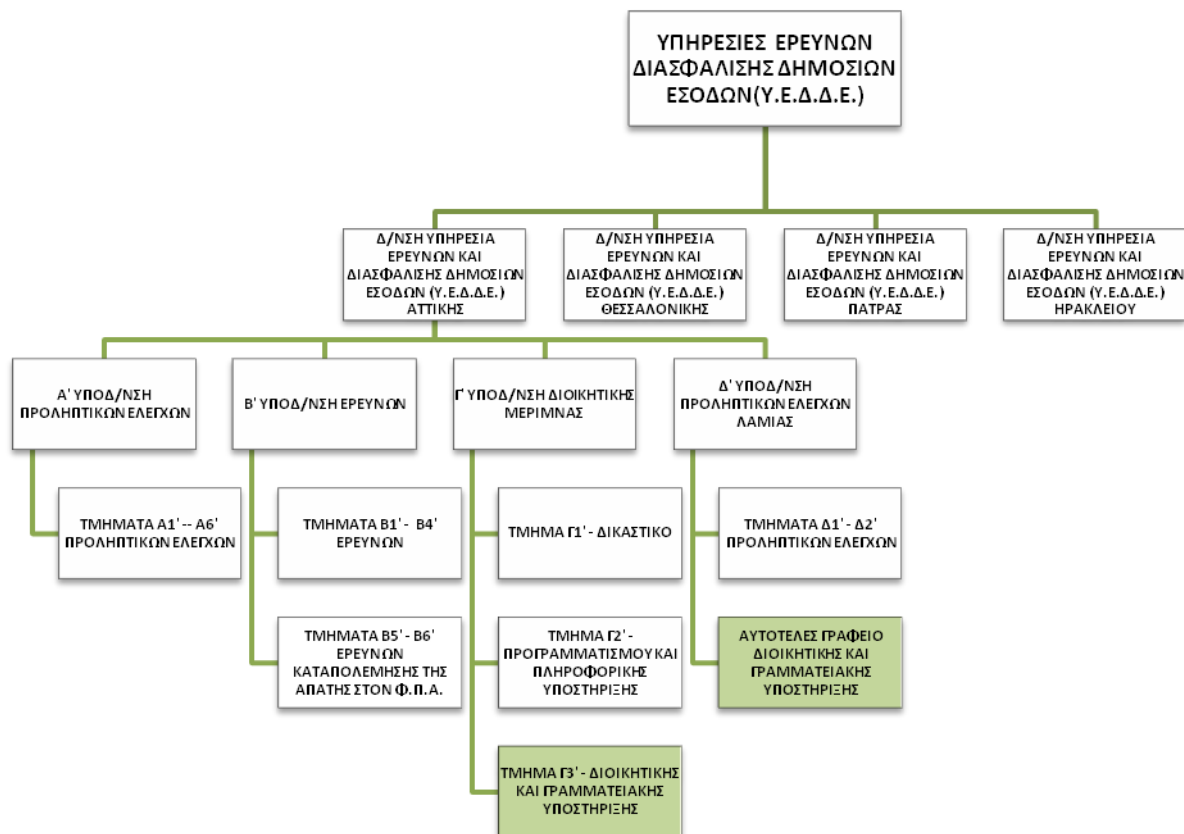 ΥΠΗΡΕΣΙΕΣ ΕΡΕΥΝΩΝ
ΔΙΑΣΦΑΛΙΣΗΣ ΔΗΜΟΣΙΩΝ
ΕΣΟΔΩΝ(Υ.Ε.Δ.Δ.Ε.)
Δ/ΝΣΗ ΥΠΗΡΕΣΙΑ
ΕΡΕΥΝΩΝ ΚΑΙ
ΔΙΑΣΦΑΛΙΣΗΣ ΔΗΜΟΣΙΩΝ
ΕΣΟΔΩΝ (Υ.Ε.Δ.Δ.Ε.)
ΑΤΤΙΚΗΣ
Δ/ΝΣΗ ΥΠΗΡΕΣΙΑ
ΕΡΕΥΝΩΝ ΚΑΙ
ΔΙΑΣΦΑΛΙΣΗΣ ΔΗΜΟΣΙΩΝ
ΕΣΟΔΩΝ (Υ.Ε.Δ.Δ.Ε.)
ΘΕΣΣΑΛΟΝΙΚΗΣ
Δ/ΝΣΗ ΥΠΗΡΕΣΙΑ
ΕΡΕΥΝΩΝ ΚΑΙ
ΔΙΑΣΦΑΛΙΣΗΣ ΔΗΜΟΣΙΩΝ
ΕΣΟΔΩΝ (Υ.Ε.Δ.Δ.Ε.)
ΠΑΤΡΑΣ
Δ/ΝΣΗ ΥΠΗΡΕΣΙΑ
ΕΡΕΥΝΩΝ ΚΑΙ
ΔΙΑΣΦΑΛΙΣΗΣ ΔΗΜΟΣΙΩΝ
ΕΣΟΔΩΝ (Υ.Ε.Δ.Δ.Ε.)
ΗΡΑΚΛΕΙΟΥ
Α' ΥΠΟΔ/ΝΣΗ
ΠΡΟΛΗΠΤΙΚΩΝ ΕΛΕΓΧΩΝ
Β' ΥΠΟΔ/ΝΣΗ ΕΡΕΥΝΩΝ
Γ' ΥΠΟΔ/ΝΣΗ ΔΙΟΙΚΗΤΙΚΗΣ
ΜΕΡΙΜΝΑΣ
Δ' ΥΠΟΔ/ΝΣΗ
ΠΡΟΛΗΠΤΙΚΩΝ ΕΛΕΓΧΩΝ
ΛΑΜΙΑΣ
ΤΜΗΜΑΤΑ Α1' -- Α6'
ΠΡΟΛΗΠΤΙΚΩΝ ΕΛΕΓΧΩΝ
ΤΜΗΜΑΤΑ Β1' - Β4'
ΕΡΕΥΝΩΝ
ΤΜΗΜΑ Γ1' - ΔΙΚΑΣΤΙΚΟ
ΤΜΗΜΑΤΑ Δ1' - Δ2'
ΠΡΟΛΗΠΤΙΚΩΝ ΕΛΕΓΧΩΝ
ΤΜΗΜΑΤΑ Β5' - Β6'
ΕΡΕΥΝΩΝ
ΚΑΤΑΠΟΛΕΜΗΣΗΣ ΤΗΣ
ΑΠΑΤΗΣ ΣΤΟΝ Φ.Π.Α.
ΤΜΗΜΑ Γ2' -
ΠΡΟΓΡΑΜΜΑΤΙΣΜΟΥ ΚΑΙ
ΠΛΗΡΟΦΟΡΙΚΗΣ
ΥΠΟΣΤΗΡΙΞΗΣ
ΑΥΤΟΤΕΛΕΣ ΓΡΑΦΕΙΟ
ΔΙΟΙΚΗΤΙΚΗΣ ΚΑΙ
ΓΡΑΜΜΑΤΕΙΑΚΗΣ
ΥΠΟΣΤΗΡΙΞΗΣ
ΤΜΗΜΑ Γ3' - ΔΙΟΙΚΗΤΙΚΗΣ
ΚΑΙ ΓΡΑΜΜΑΤΕΙΑΚΗΣ
ΥΠΟΣΤΗΡΙΞΗΣ